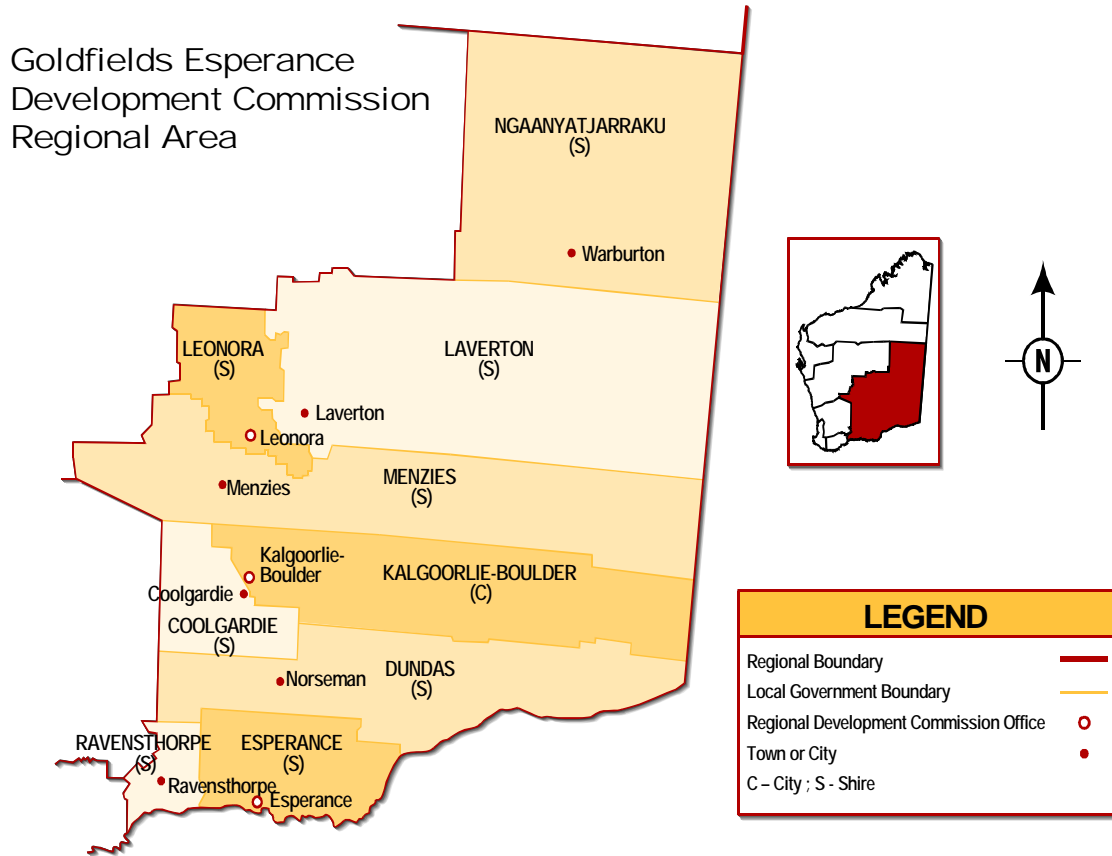 Goldfields Esperance
Development Commission
Regional Area
NGAANYATJARRAKU
(S)
Warburton
LEONORA
(S)
LAVERTON
(S)
Laverton
Leonora
MENZIES
(S)
Menzies
Kalgoorlie-
Boulder
KALGOORLIE-BOULDER
(C)
Coolgardie
COOLGARDIE
(S)
DUNDAS
(S)
Norseman
RAVENSTHORPE
(S)
ESPERANCE
(S)
Ravensthorpe
Esperance
N
LEGEND
Regional Boundary
Local Government Boundary
Regional Development Commission Office
Town or City
C – City ; S - Shire